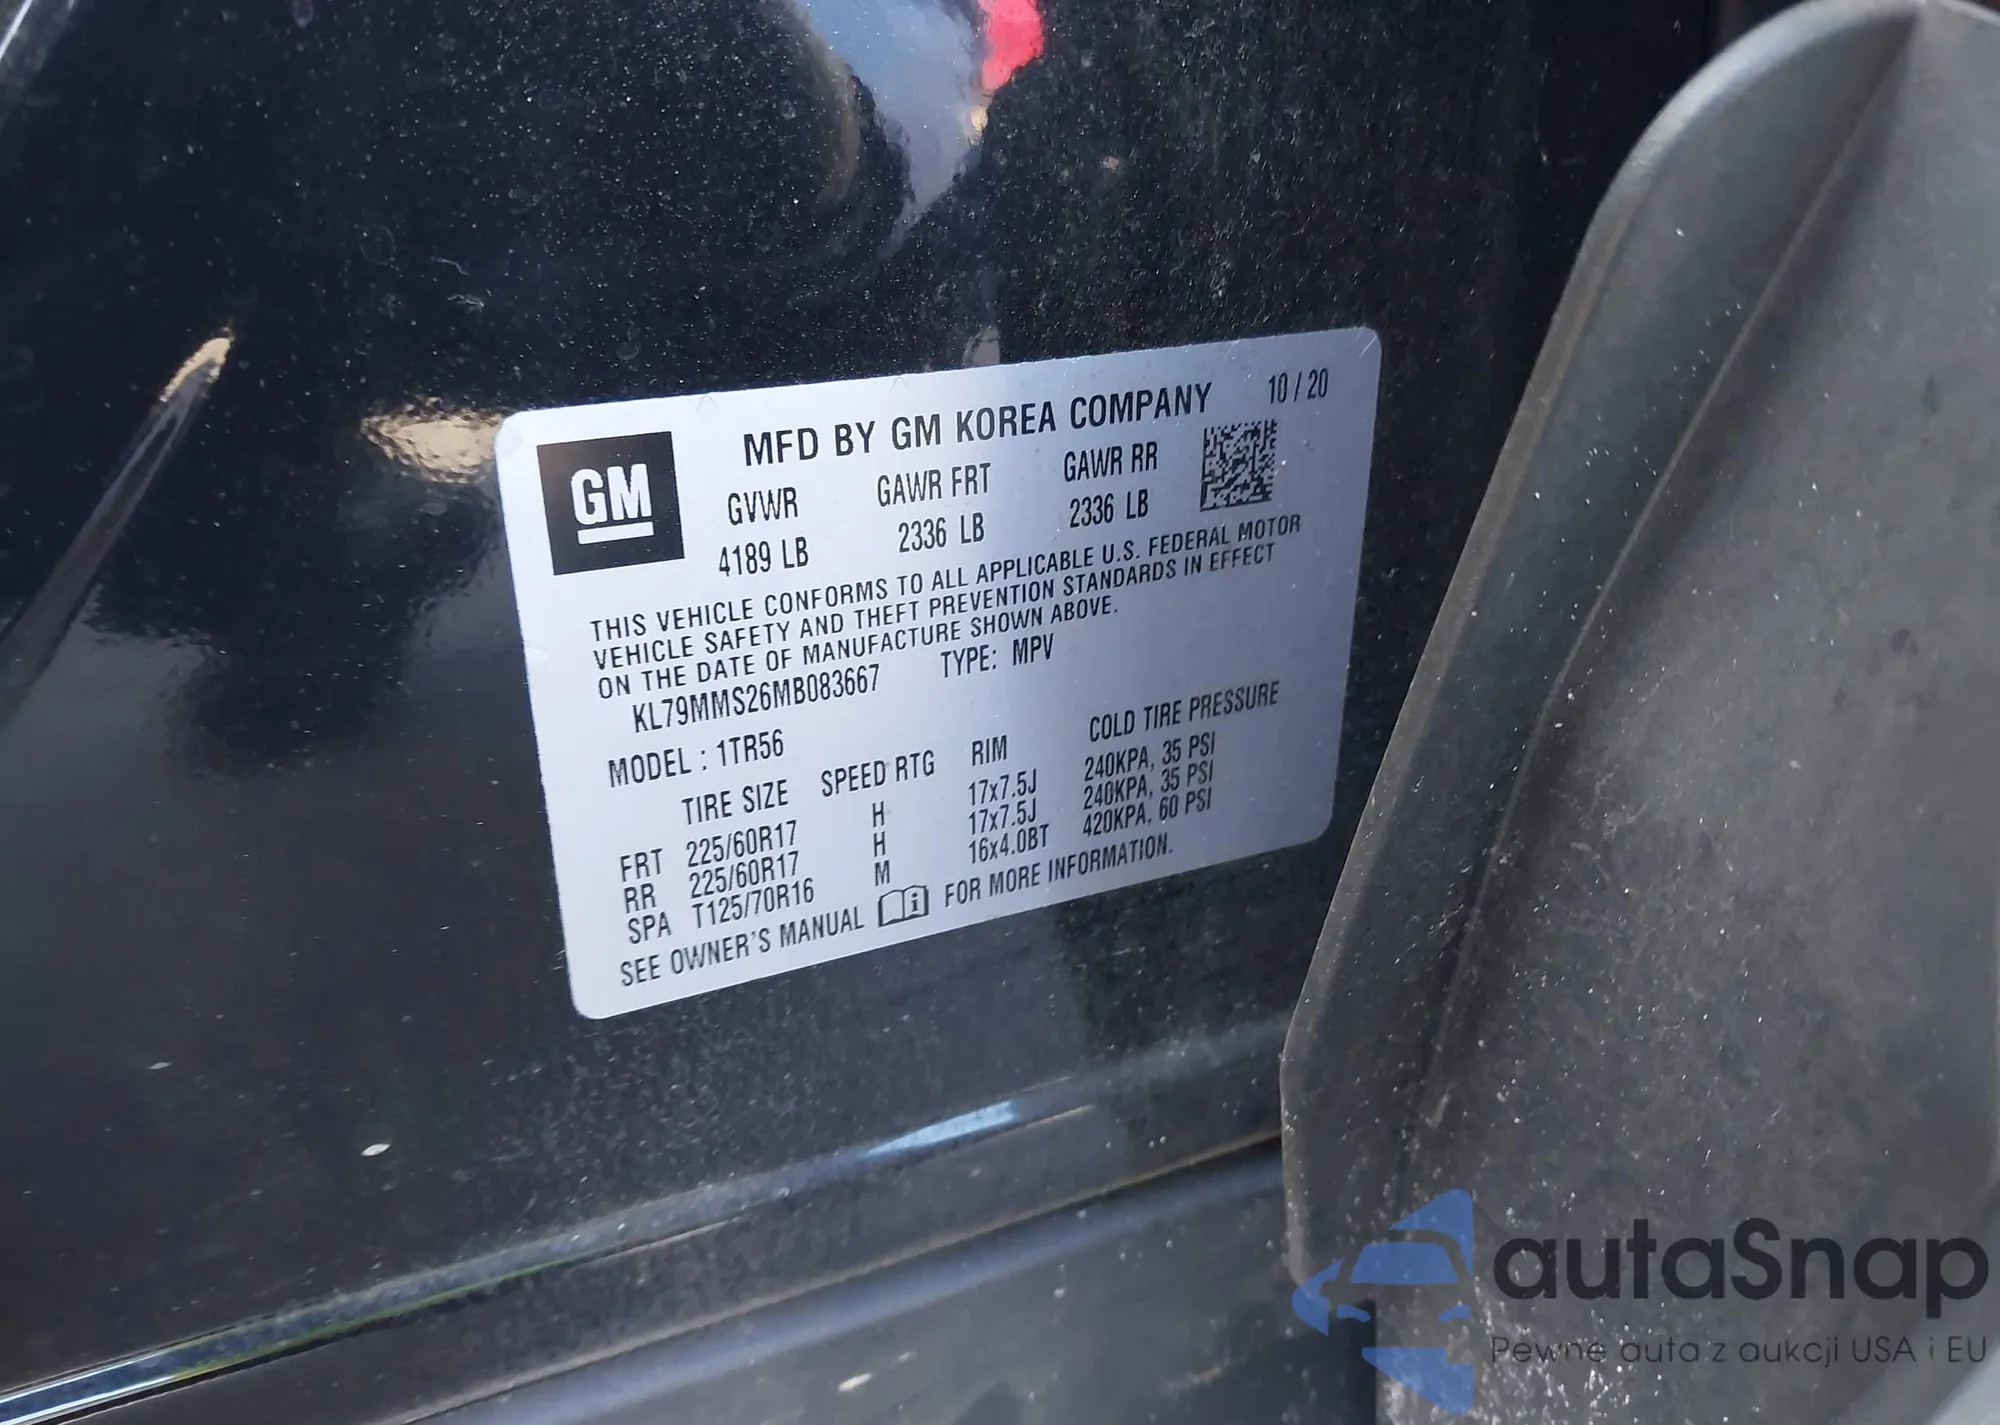 MFD BY GM KOREA COMPANY 10 / 20
GM
GVWR GAWR FRT GAWR RR
4189 LB 2336 LB 2336 LB
THIS VEHICLE CONFORMS TO ALL APPLICABLE U.S. FEDERAL MOTOR
VEHICLE SAFETY AND THEFT PREVENTION STANDARDS IN EFFECT
ON THE DATE OF MANUFACTURE SHOWN ABOVE.
KL79MMS26MB083667 TYPE: MPV
MODEL : 1TR56
TIRE SIZE SPEED RTG RIM COLD TIRE PRESSURE
FRT 225/60R17 H 17x7.5J 240KPA, 35 PSI
RR 225/60R17 H 17x7.5J 240KPA, 35 PSI
SPA T125/70R16 M 16x4.0BT 420KPA, 60 PSI
SEE OWNER'S MANUAL i FOR MORE INFORMATION.
autaSnap
Pewne auta z aukcji USA i EU